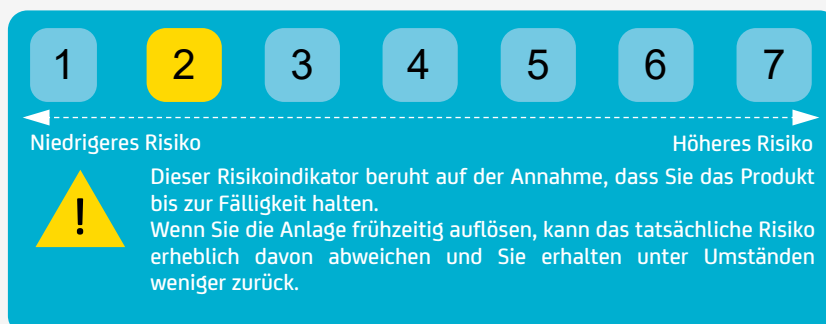 1 2 3 4 5 6 7
Niedrigeres Risiko Höheres Risiko
! Dieser Risikoindikator beruht auf der Annahme, dass Sie das Produkt
bis zur Fälligkeit halten.
Wenn Sie die Anlage frühzeitig auflösen, kann das tatsächliche Risiko
erheblich davon abweichen und Sie erhalten unter Umständen
weniger zurück.